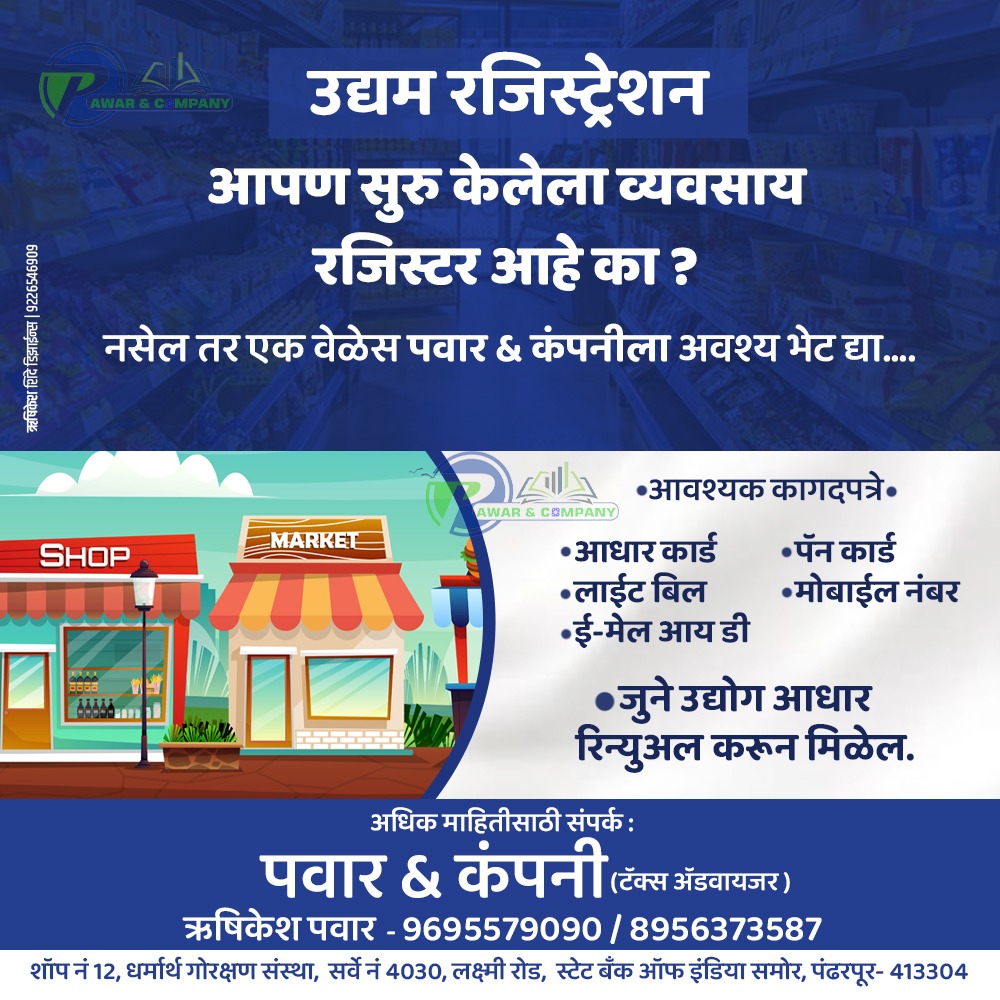 PAWAR & COMPANY
उद्यम रजिस्ट्रेशन
आपण सुरु केलेला व्यवसाय
रजिस्टर आहे का ?
नसेल तर एक वेळेस पवार & कंपनीला अवश्य भेट द्या....
ऋषिकेश शिंदे डिझाईन्स | 9226546909
SHOP
MARKET
PAWAR & COMPANY
•आवश्यक कागदपत्रे•
•आधार कार्ड •पॅन कार्ड
•लाईट बिल •मोबाईल नंबर
•ई-मेल आय डी
•जुने उद्योग आधार
रिन्युअल करून मिळेल.
अधिक माहितीसाठी संपर्क :
पवार & कंपनी (टॅक्स ॲडवायजर )
ऋषिकेश पवार - 9695579090 / 8956373587
शॉप नं 12, धर्मार्थ गोरक्षण संस्था, सर्वे नं 4030, लक्ष्मी रोड, स्टेट बँक ऑफ इंडिया समोर, पंढरपूर- 413304